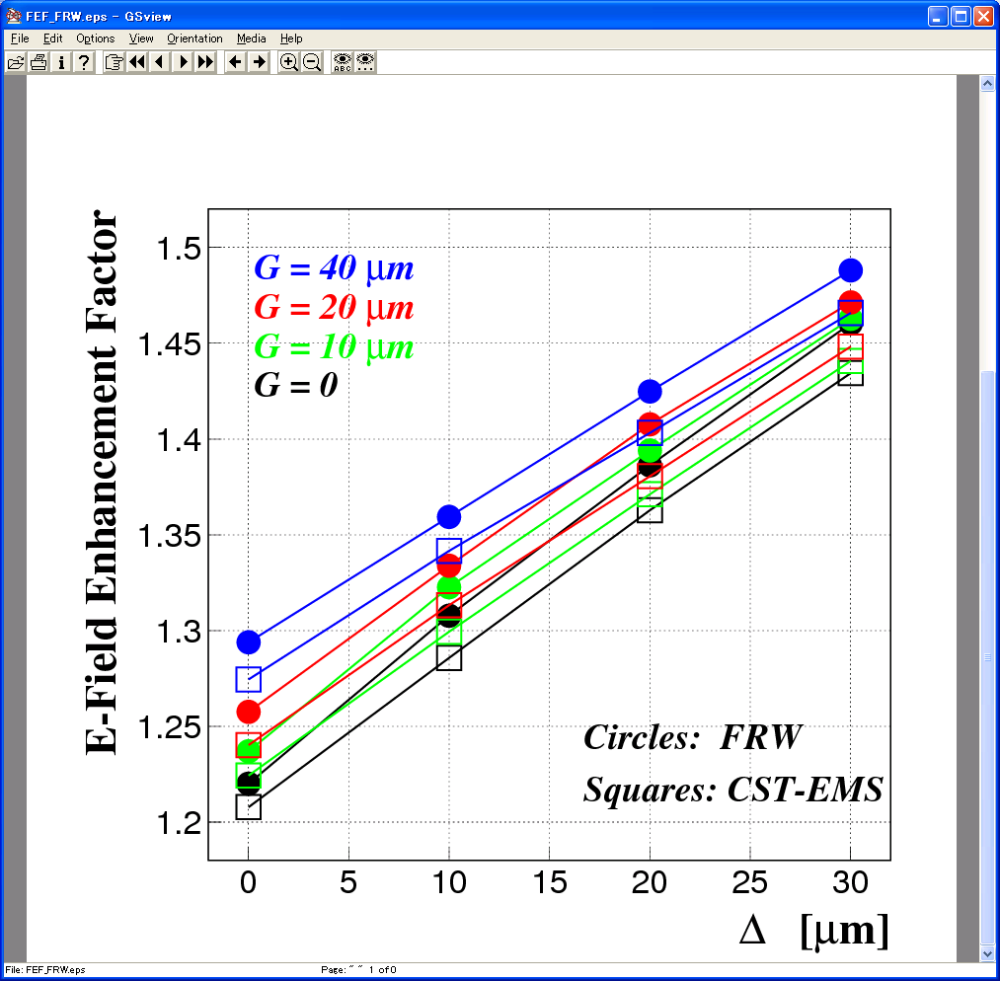 FEF_FRW.eps - GSview
File Edit Options View Orientation Media Help
i ?
ABC
E-Field Enhancement Factor
1.5
1.45
1.4
1.35
1.3
1.25
1.2
G = 40 μm
G = 20 μm
G = 10 μm
G = 0
Circles: FRW
Squares: CST-EMS
0 5 10 15 20 25 30
Δ [μm]
File: FEF_FRW.eps Page: " " 1 of 0